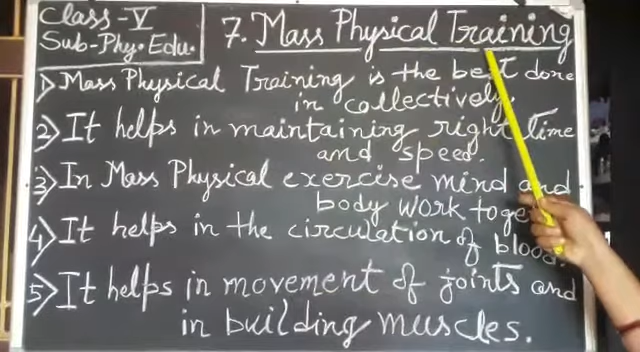 Class-V
Sub-Phy. Edu.
7. Mass Physical Training
1) Mass Physical Training is the best done
in collectively.
2) It helps in maintaining right time
and speed.
3) In Mass Physical exercise mind and
body work together
4) It helps in the circulation of blood.
5) It helps in movement of joints and
in building muscles.